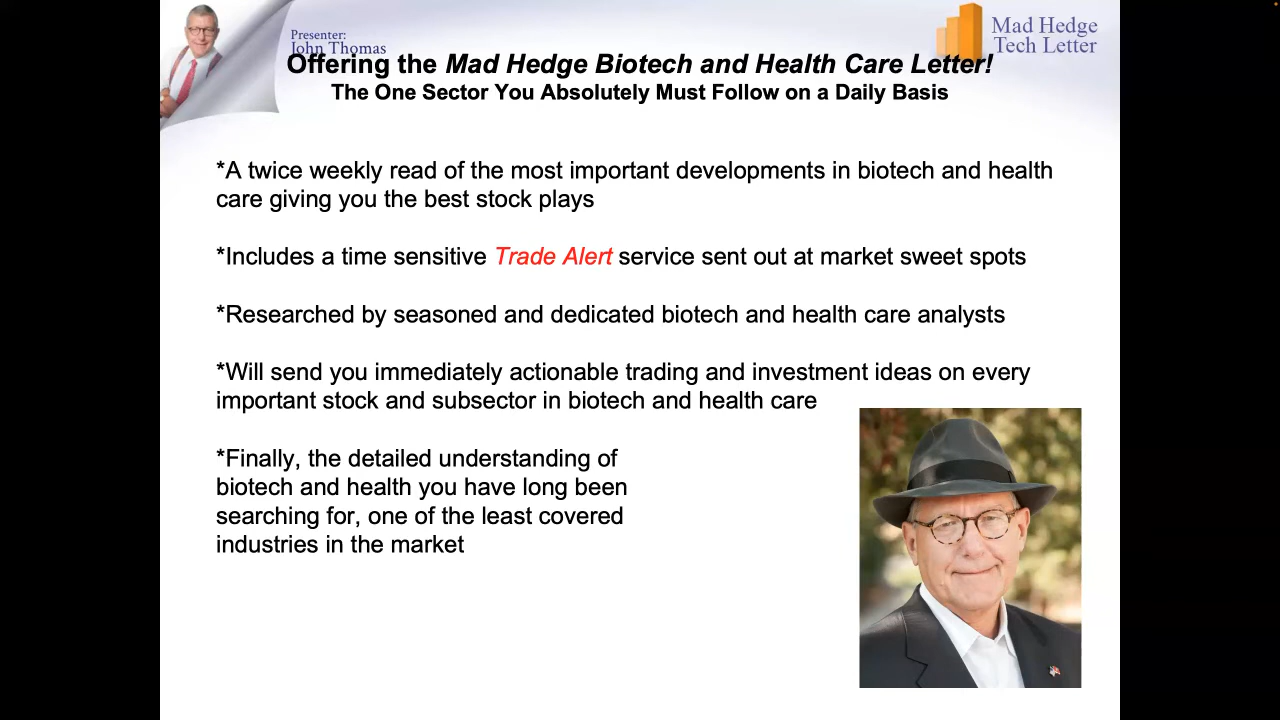 Presenter:
John Thomas
Mad Hedge
Tech Letter
Offering the Mad Hedge Biotech and Health Care Letter!
The One Sector You Absolutely Must Follow on a Daily Basis
*A twice weekly read of the most important developments in biotech and health
care giving you the best stock plays
*Includes a time sensitive Trade Alert service sent out at market sweet spots
*Researched by seasoned and dedicated biotech and health care analysts
*Will send you immediately actionable trading and investment ideas on every
important stock and subsector in biotech and health care
*Finally, the detailed understanding of
biotech and health you have long been
searching for, one of the least covered
industries in the market